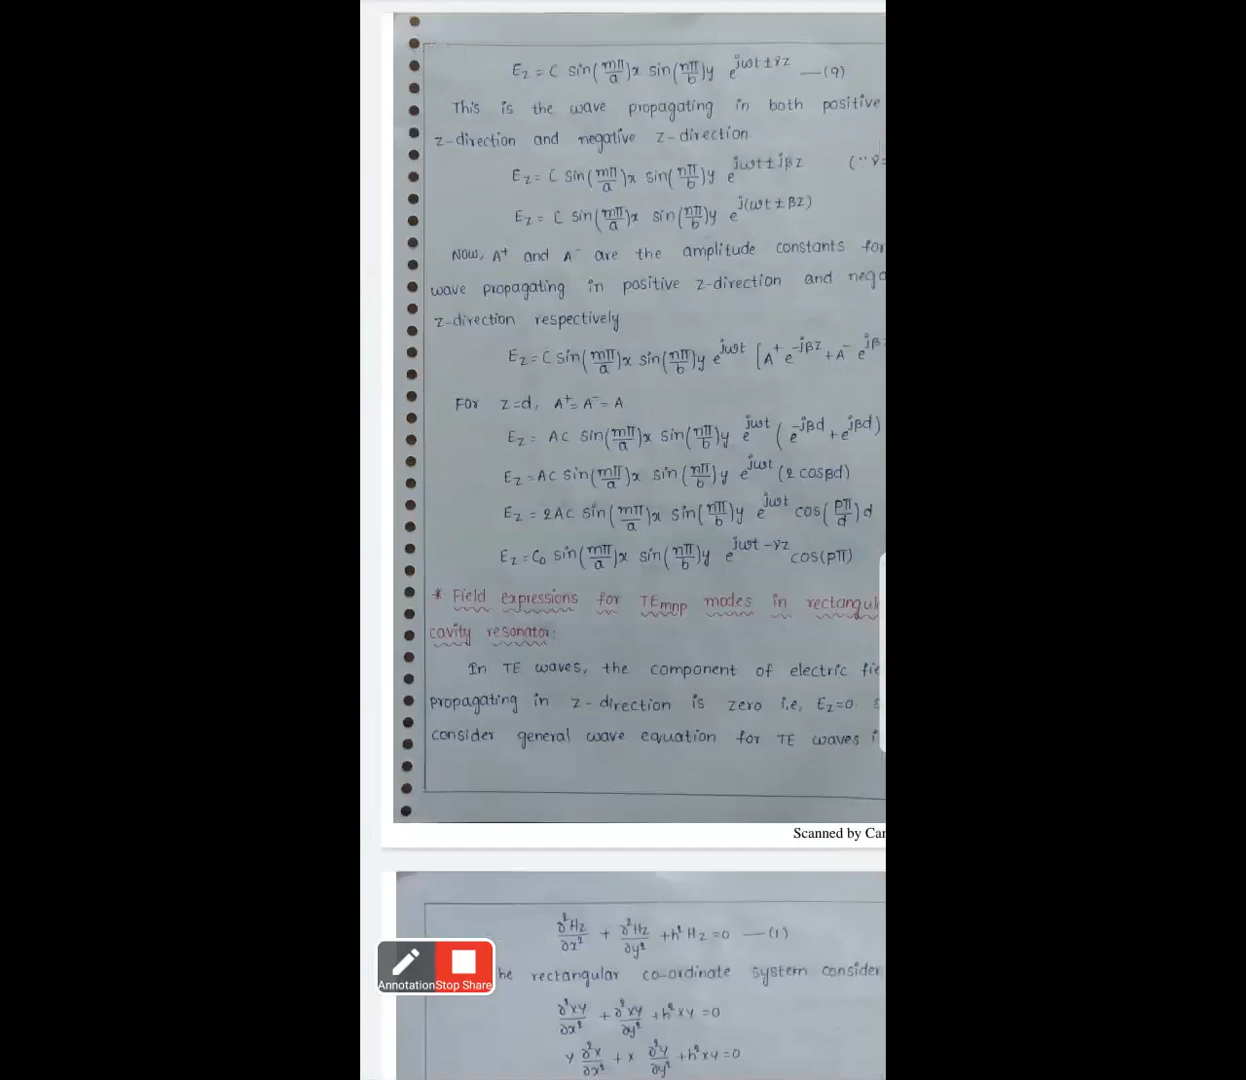 Ez = C sin(mπ/a)x sin(nπ/b)y e^jωt±γz —(9)
This is the wave propagating in both positive
z-direction and negative z-direction.
Ez = C sin(mπ/a)x sin(nπ/b)y e^jωt±jβz (∵ γ=
Ez = C sin(mπ/a)x sin(nπ/b)y e^j(ωt ± βz)
Now, A⁺ and A⁻ are the amplitude constants for
wave propagating in positive z-direction and nega
z-direction respectively
Ez = C sin(mπ/a)x sin(nπ/b)y e^jωt [A⁺ e^-jβz + A⁻ e^jβz
For z=d, A⁺= A⁻= A
Ez = AC sin(mπ/a)x sin(nπ/b)y e^jωt (e^-jβd + e^jβd)
Ez = AC sin(mπ/a)x sin(nπ/b)y e^jωt (2 cosβd)
Ez = 2AC sin(mπ/a)x sin(nπ/b)y e^jωt cos(pπ/d)d
Ez = C₀ sin(mπ/a)x sin(nπ/b)y e^jωt-γz cos(pπ)
* Field expressions for TEmnp modes in rectangul
cavity resonator:
In TE waves, the component of electric fie
propagating in z-direction is zero i.e, Ez=0
consider general wave equation for TE waves i
Scanned by Car
∂²Hz/∂x² + ∂²Hz/∂y² + h² Hz = 0 —(1)
he rectangular co-ordinate system consider
∂²XY/∂x² + ∂²XY/∂y² + h² XY = 0
Y ∂²X/∂x² + X ∂²Y/∂y² + h² XY = 0
Annotation Stop Share